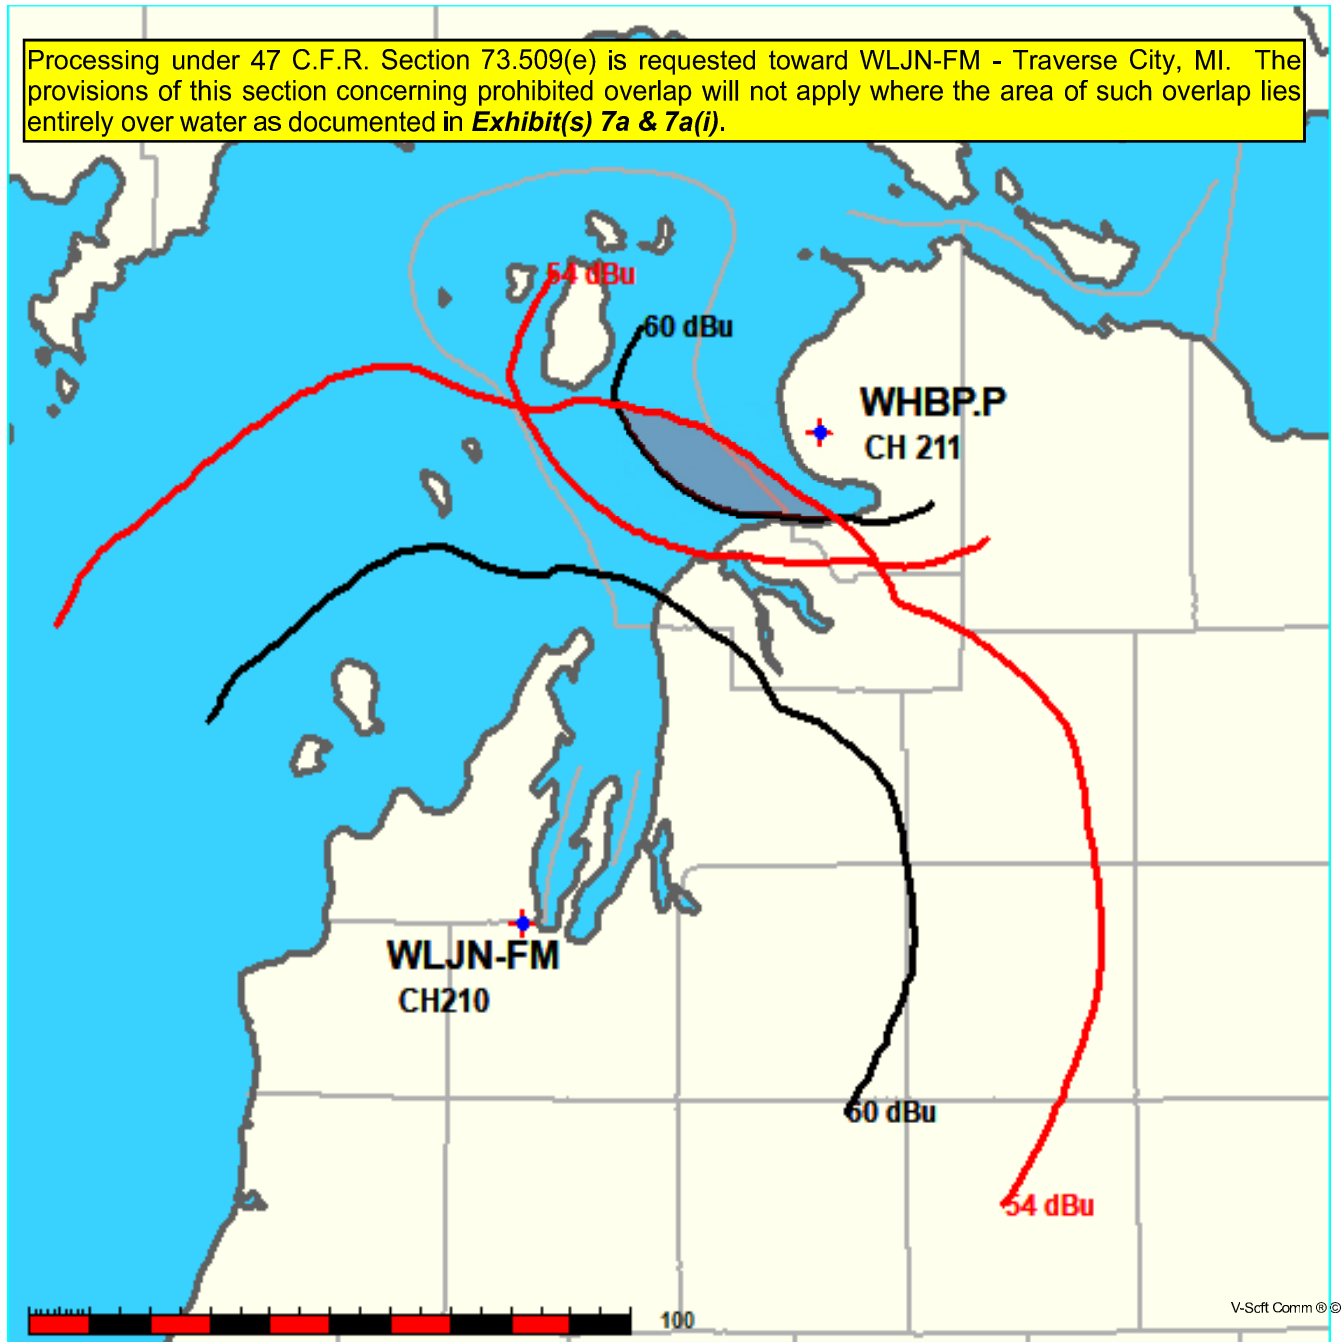 Processing under 47 C.F.R. Section 73.509(e) is requested toward WLJN-FM - Traverse City, MI. The
provisions of this section concerning prohibited overlap will not apply where the area of such overlap lies
entirely over water as documented in Exhibit(s) 7a & 7a(i).
54 dBu
60 dBu
WHBP.P
CH 211
WLJN-FM
CH210
60 dBu
54 dBu
V-Soft Comm ® ©
100